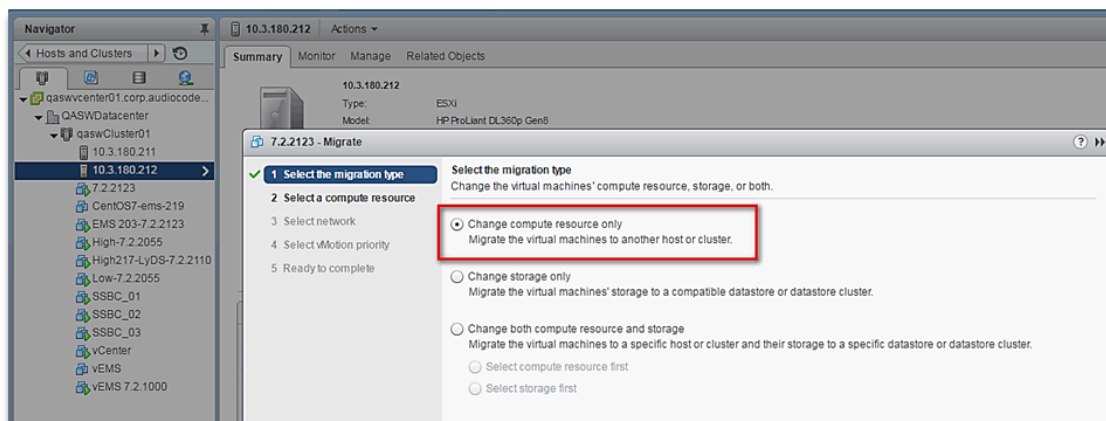 Navigator
Hosts and Clusters
qaswvcenter01.corp.audiocode...
QASWDatacenter
qaswCluster01
10.3.180.211
10.3.180.212
7.2.2123
CentOS7-ems-219
EMS 203-7.2.2123
High-7.2.2055
High217-LyDS-7.2.2110
Low-7.2.2055
SSBC_01
SSBC_02
SSBC_03
vCenter
vEMS
vEMS 7.2.1000
10.3.180.212 Actions
Summary Monitor Manage Related Objects
10.3.180.212
Type: ESXi
Model: HP ProLiant DL360p Gen8
7.2.2123 - Migrate
1 Select the migration type
2 Select a compute resource
3 Select network
4 Select vMotion priority
5 Ready to complete
Select the migration type
Change the virtual machines' compute resource, storage, or both.
Change compute resource only
Migrate the virtual machines to another host or cluster.
Change storage only
Migrate the virtual machines' storage to a compatible datastore or datastore cluster.
Change both compute resource and storage
Migrate the virtual machines to a specific host or cluster and their storage to a specific datastore or datastore cluster.
Select compute resource first
Select storage first